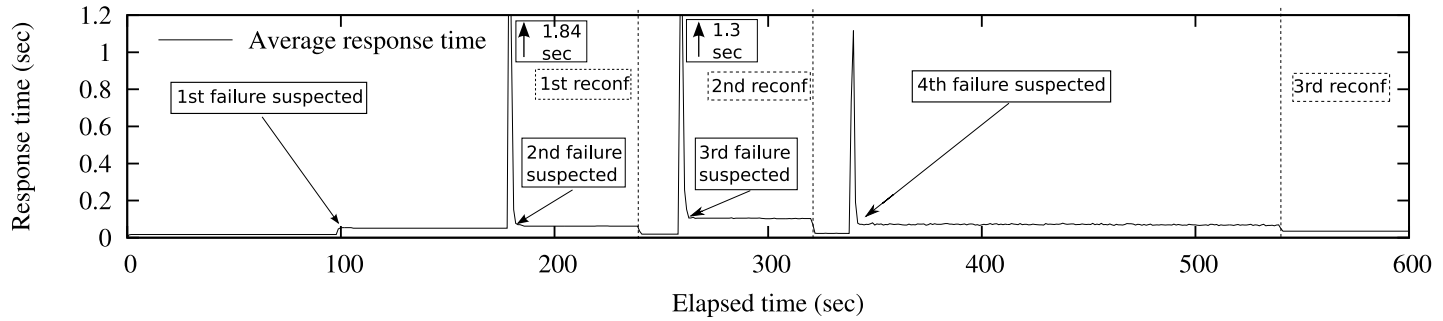 1.2
1
0.8
0.6
0.4
0.2
0
Response time (sec)
Average response time
1.84
sec
1.3
sec
1st failure suspected
1st reconf
2nd reconf
4th failure suspected
3rd reconf
2nd failure
suspected
3rd failure
suspected
0
100
200
300
400
500
600
Elapsed time (sec)